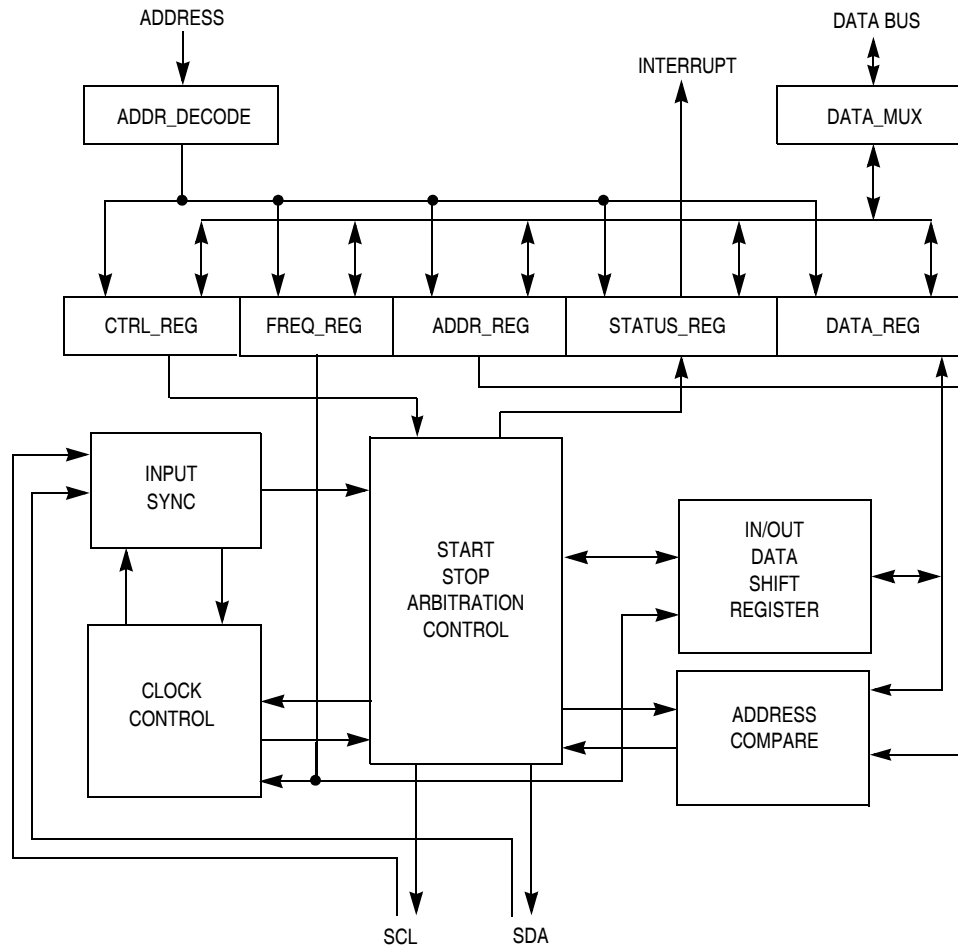 ADDRESS
DATA BUS
INTERRUPT
ADDR_DECODE
DATA_MUX
CTRL_REG
FREQ_REG
ADDR_REG
STATUS_REG
DATA_REG
INPUT
SYNC
START
STOP
ARBITRATION
CONTROL
IN/OUT
DATA
SHIFT
REGISTER
CLOCK
CONTROL
ADDRESS
COMPARE
SCL
SDA